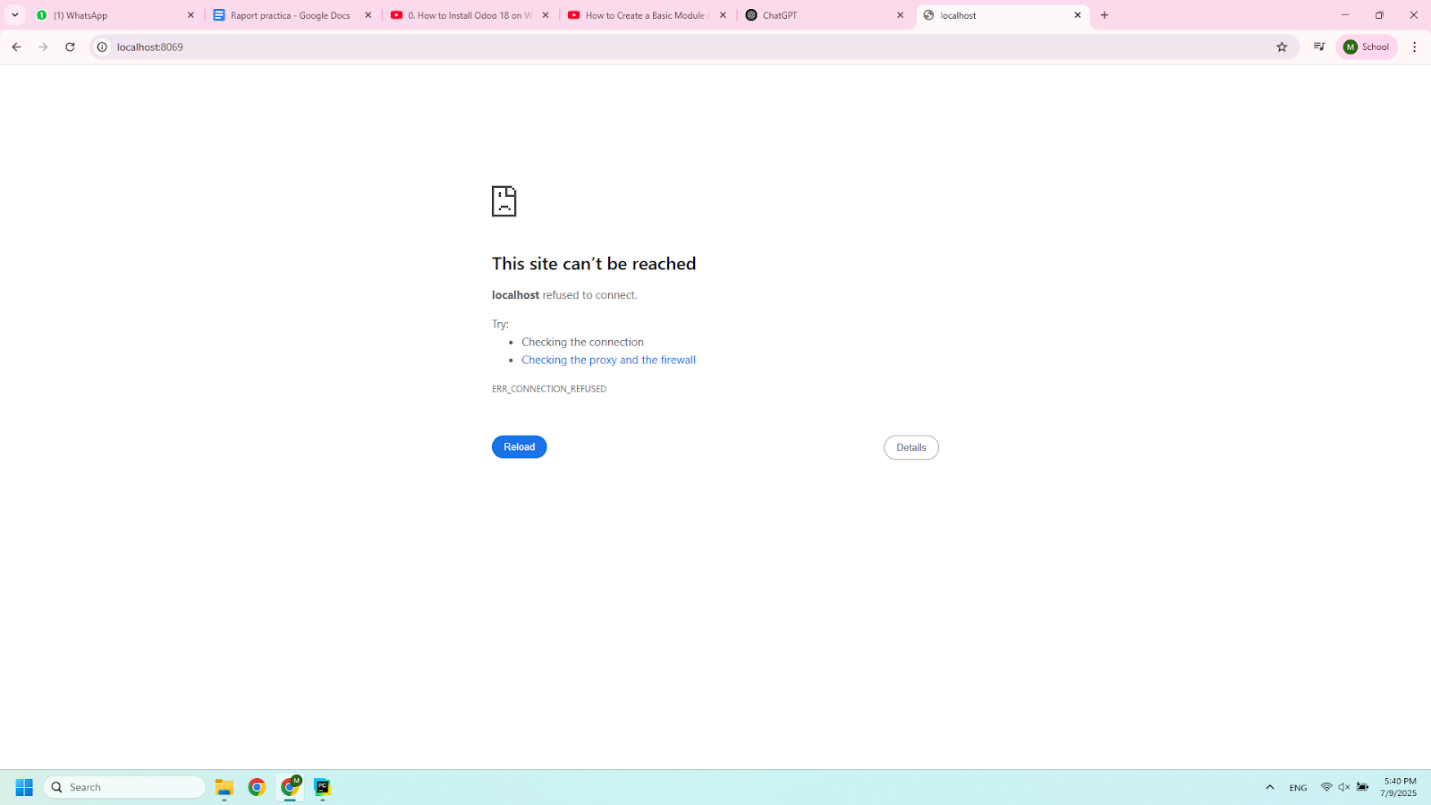 (1) WhatsApp
Raport practica - Google Docs
0. How to Install Odoo 18 on W
How to Create a Basic Module
ChatGPT
localhost
localhost:8069
M School
This site can't be reached
localhost refused to connect.
Try:
• Checking the connection
• Checking the proxy and the firewall
ERR_CONNECTION_REFUSED
Reload
Details
Search
M
PC
ENG
5:40 PM
7/9/2025